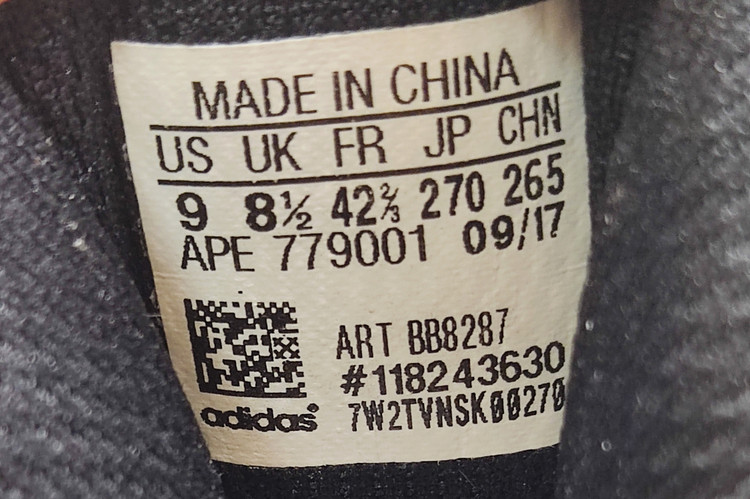 MADE IN CHINA
US UK FR JP CHN
9 8½ 42⅔ 270 265
APE 779001 09/17
ART BB8287
#118243630
adidas® 7W2TVNSK00270